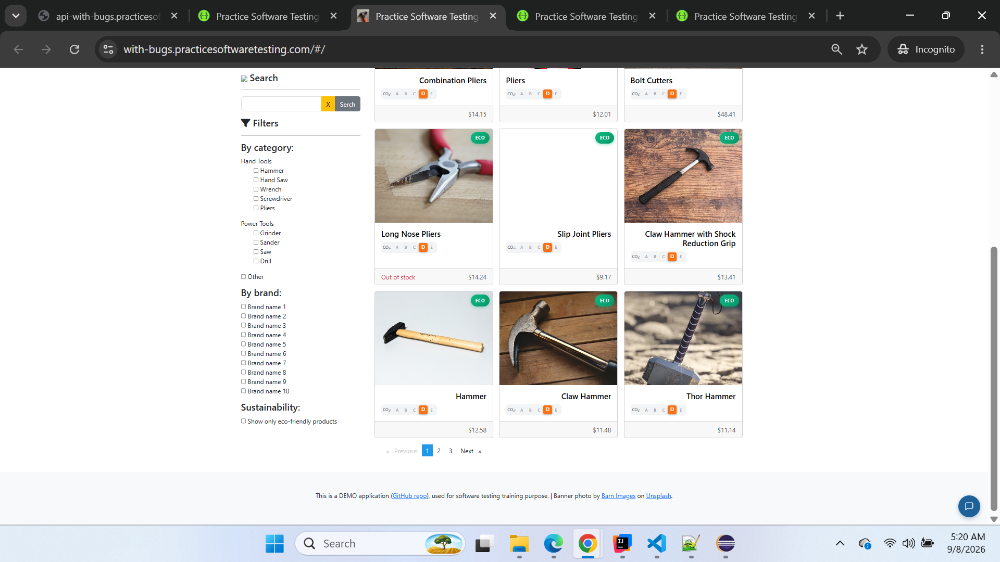 api-with-bugs.practicesof
Practice Software Testing
Practice Software Testing
Practice Software Testing
Practice Software Testing
with-bugs.practicesoftwaretesting.com/#/
Incognito
Search
X
Serch
Filters
By category:
Hand Tools
Hammer
Hand Saw
Wrench
Screwdriver
Pliers
Power Tools
Grinder
Sander
Saw
Drill
Other
By brand:
Brand name 1
Brand name 2
Brand name 3
Brand name 4
Brand name 5
Brand name 6
Brand name 7
Brand name 8
Brand name 9
Brand name 10
Sustainability:
Show only eco-friendly products
Combination Pliers
CO₂: A B C D E
$14.15
Pliers
CO₂: A B C D E
$12.01
Bolt Cutters
CO₂: A B C D E
$48.41
ECO
Long Nose Pliers
CO₂: A B C D E
Out of stock $14.24
ECO
Slip Joint Pliers
CO₂: A B C D E
$9.17
ECO
Claw Hammer with Shock
Reduction Grip
CO₂: A B C D E
$13.41
ECO
Hammer
CO₂: A B C D E
$12.58
ECO
Claw Hammer
CO₂: A B C D E
$11.48
ECO
Thor Hammer
CO₂: A B C D E
$11.14
« Previous 1 2 3 Next »
This is a DEMO application (GitHub repo), used for software testing training purpose. | Banner photo by Barn Images on Unsplash.
Search
5:20 AM
9/8/2026